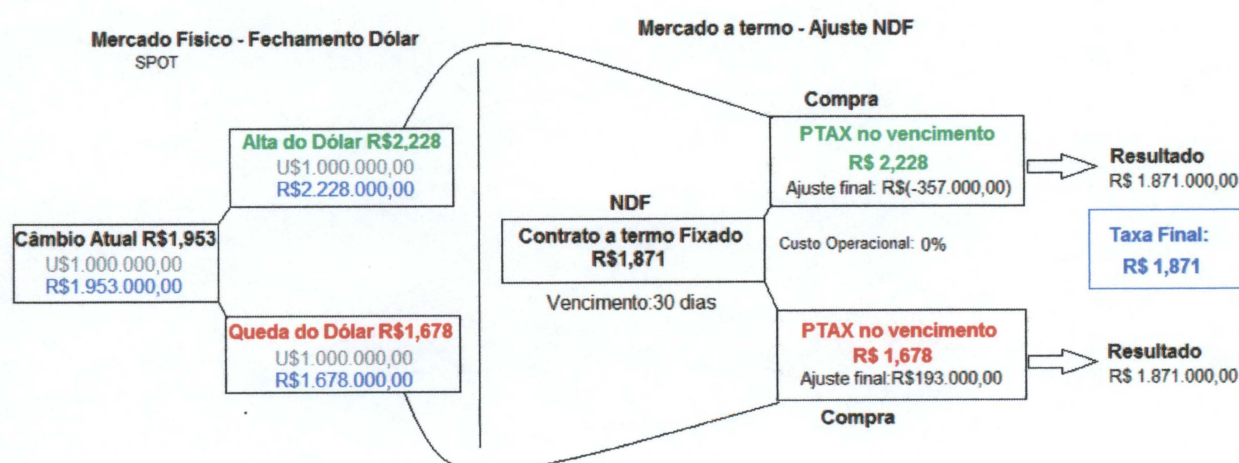 Mercado Físico - Fechamento Dólar
SPOT
Mercado a termo - Ajuste NDF
Alta do Dólar R$2,228
U$1.000.000,00
R$2.228.000,00
Câmbio Atual R$1,953
U$1.000.000,00
R$1.953.000,00
Queda do Dólar R$1,678
U$1.000.000,00
R$1.678.000,00
NDF
Contrato a termo Fixado
R$1,871
Vencimento:30 dias
Compra
PTAX no vencimento
R$ 2,228
Ajuste final: R$(-357.000,00)
Custo Operacional: 0%
PTAX no vencimento
R$ 1,678
Ajuste final:R$193.000,00
Compra
Resultado
R$ 1.871.000,00
Taxa Final:
R$ 1,871
Resultado
R$ 1.871.000,00